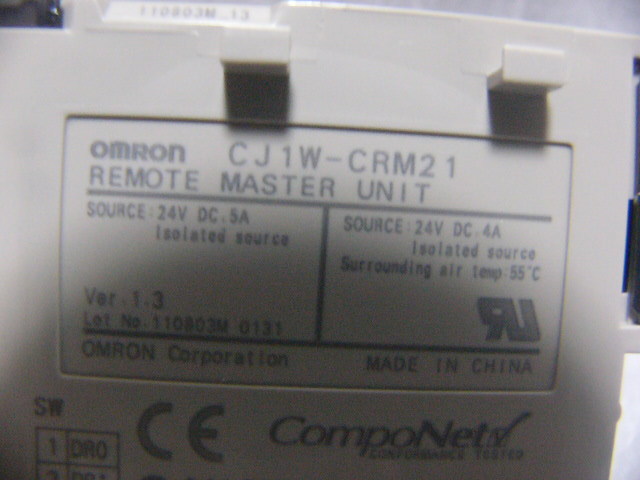 110803M 13
OMRON CJ1W-CRM21
REMOTE MASTER UNIT
SOURCE:24V DC.5A
Isolated source
SOURCE:24V DC.4A
Isolated source
Surrounding air temp:55°C
Ver.1.3
Lot No.110803M 0131
OMRON Corporation
MADE IN CHINA
SW
1 DR0
CE
CompoNet
CONFORMANCE TESTED